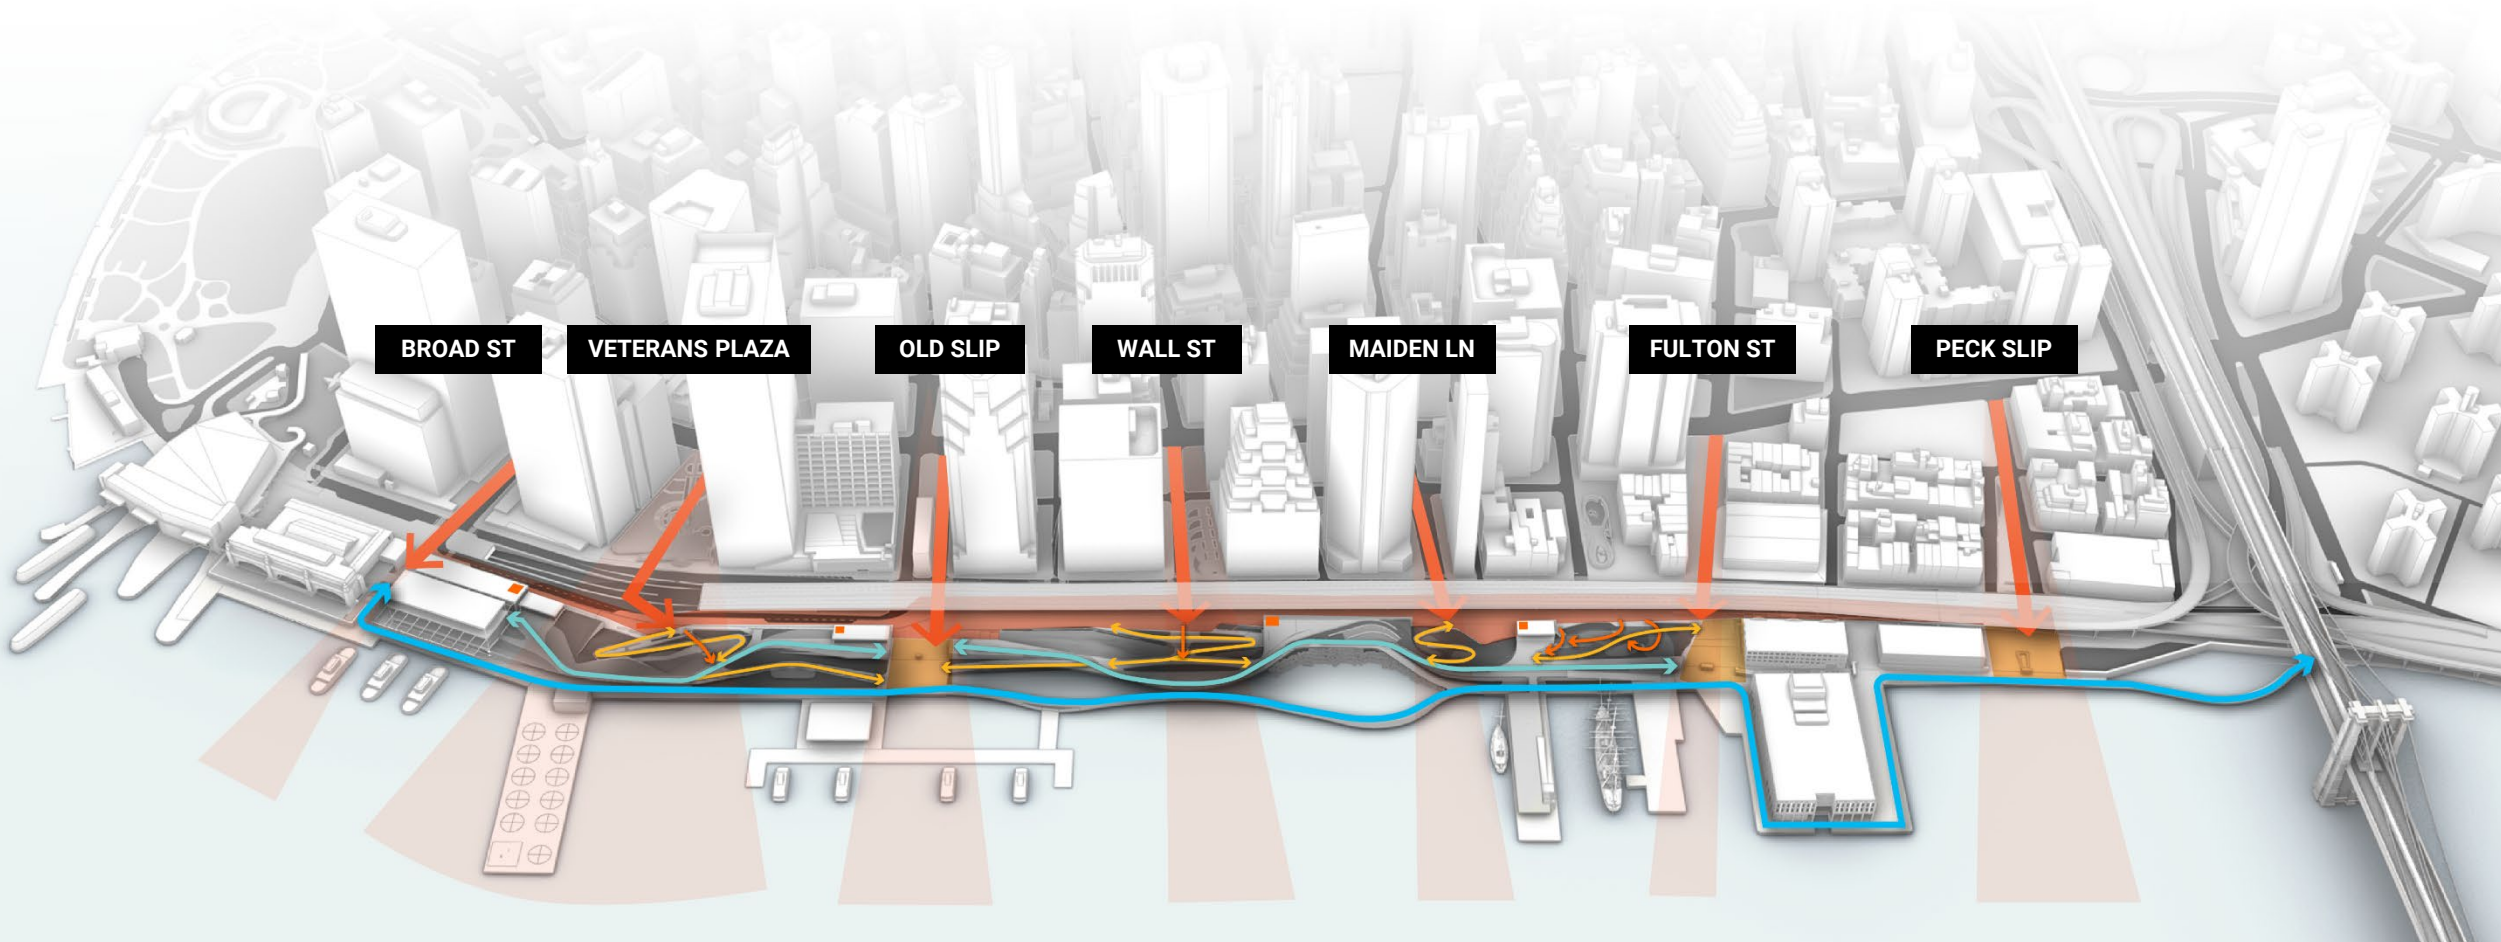 BROAD ST
VETERANS PLAZA
OLD SLIP
WALL ST
MAIDEN LN
FULTON ST
PECK SLIP